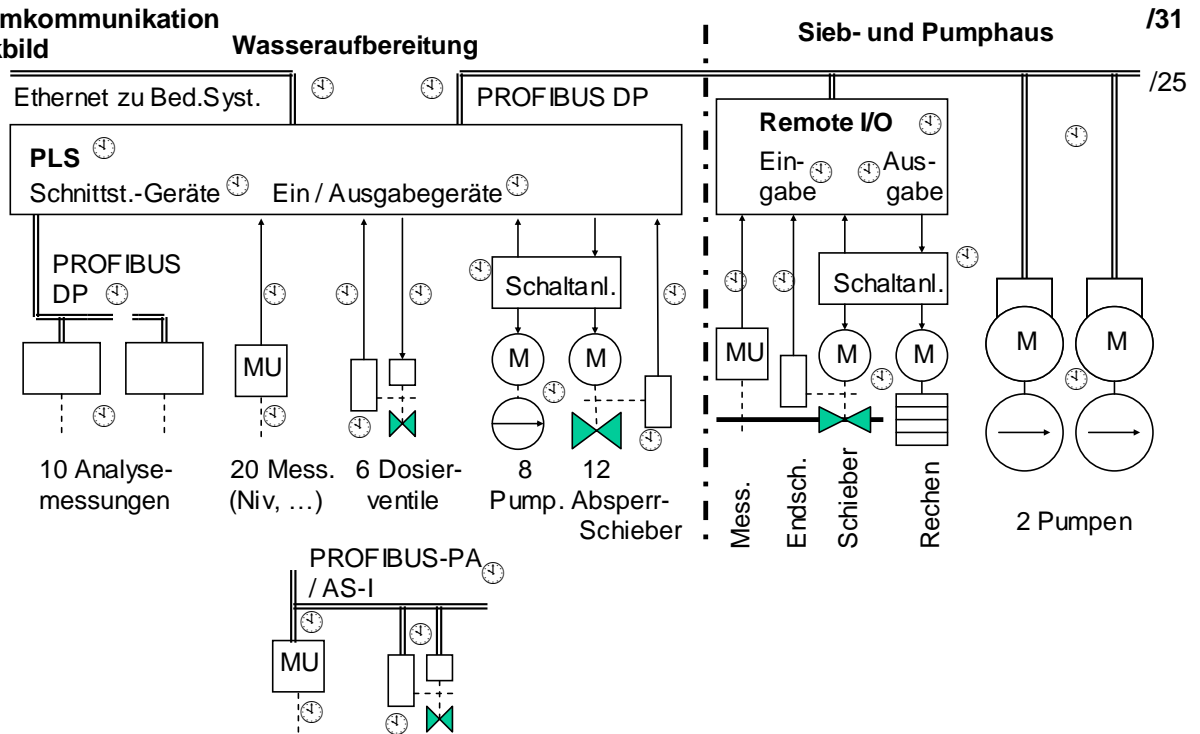 mkommunikation
bild
Wasseraufbereitung
Sieb- und Pumphaus
/31
/25
Ethernet zu Bed.Syst.
PROFIBUS DP
PLS
Schnittst.-Geräte
Ein / Ausgabegeräte
Remote I/O
Ein-
gabe
Aus-
gabe
PROFIBUS
DP
Schaltanl.
Schaltanl.
MU
M
M
MU
M
M
M
M
10 Analyse-
messungen
20 Mess.
(Niv, …)
6 Dosier-
ventile
8
Pump.
12
Absperr-
Schieber
Mess.
Endsch.
Schieber
Rechen
2 Pumpen
PROFIBUS-PA
/ AS-I
MU